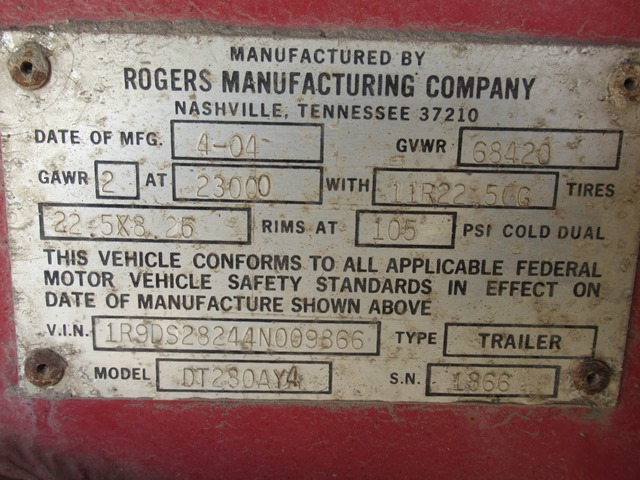 MANUFACTURED BY
ROGERS MANUFACTURING COMPANY
NASHVILLE, TENNESSEE 37210
DATE OF MFG. 4-04 GVWR 68420
GAWR 2 AT 23000 WITH 11R22.5(G TIRES
22.5X8.25 RIMS AT 105 PSI COLD DUAL
THIS VEHICLE CONFORMS TO ALL APPLICABLE FEDERAL
MOTOR VEHICLE SAFETY STANDARDS IN EFFECT ON
DATE OF MANUFACTURE SHOWN ABOVE
V.I.N. 1R9DS28244N009866 TYPE TRAILER
MODEL DT280AY4 S.N. 1866